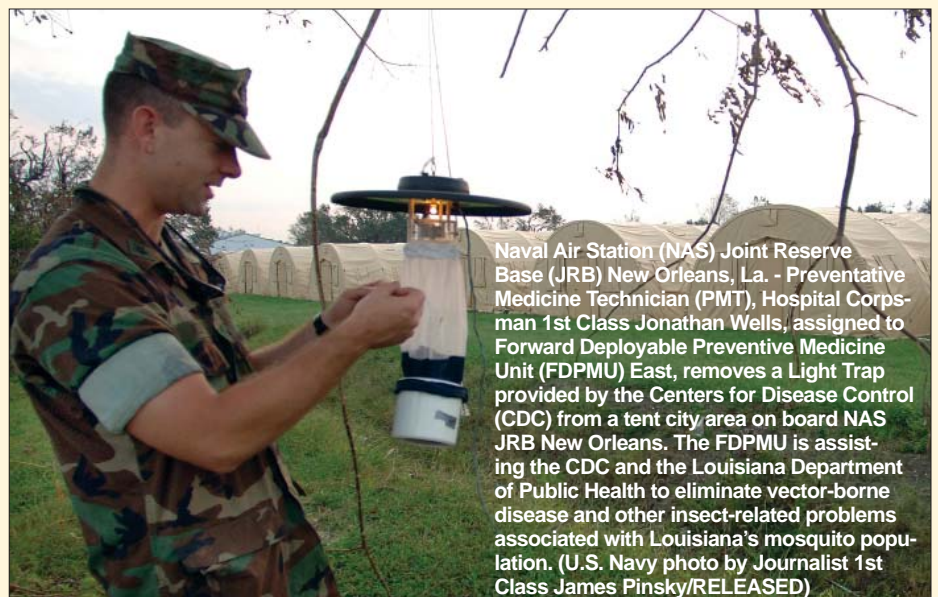 Naval Air Station (NAS) Joint Reserve
Base (JRB) New Orleans, La. - Preventative
Medicine Technician (PMT), Hospital Corps-
man 1st Class Jonathan Wells, assigned to
Forward Deployable Preventive Medicine
Unit (FDPMU) East, removes a Light Trap
provided by the Centers for Disease Control
(CDC) from a tent city area on board NAS
JRB New Orleans. The FDPMU is assist-
ing the CDC and the Louisiana Department
of Public Health to eliminate vector-borne
disease and other insect-related problems
associated with Louisiana's mosquito popu-
lation. (U.S. Navy photo by Journalist 1st
Class James Pinsky/RELEASED)